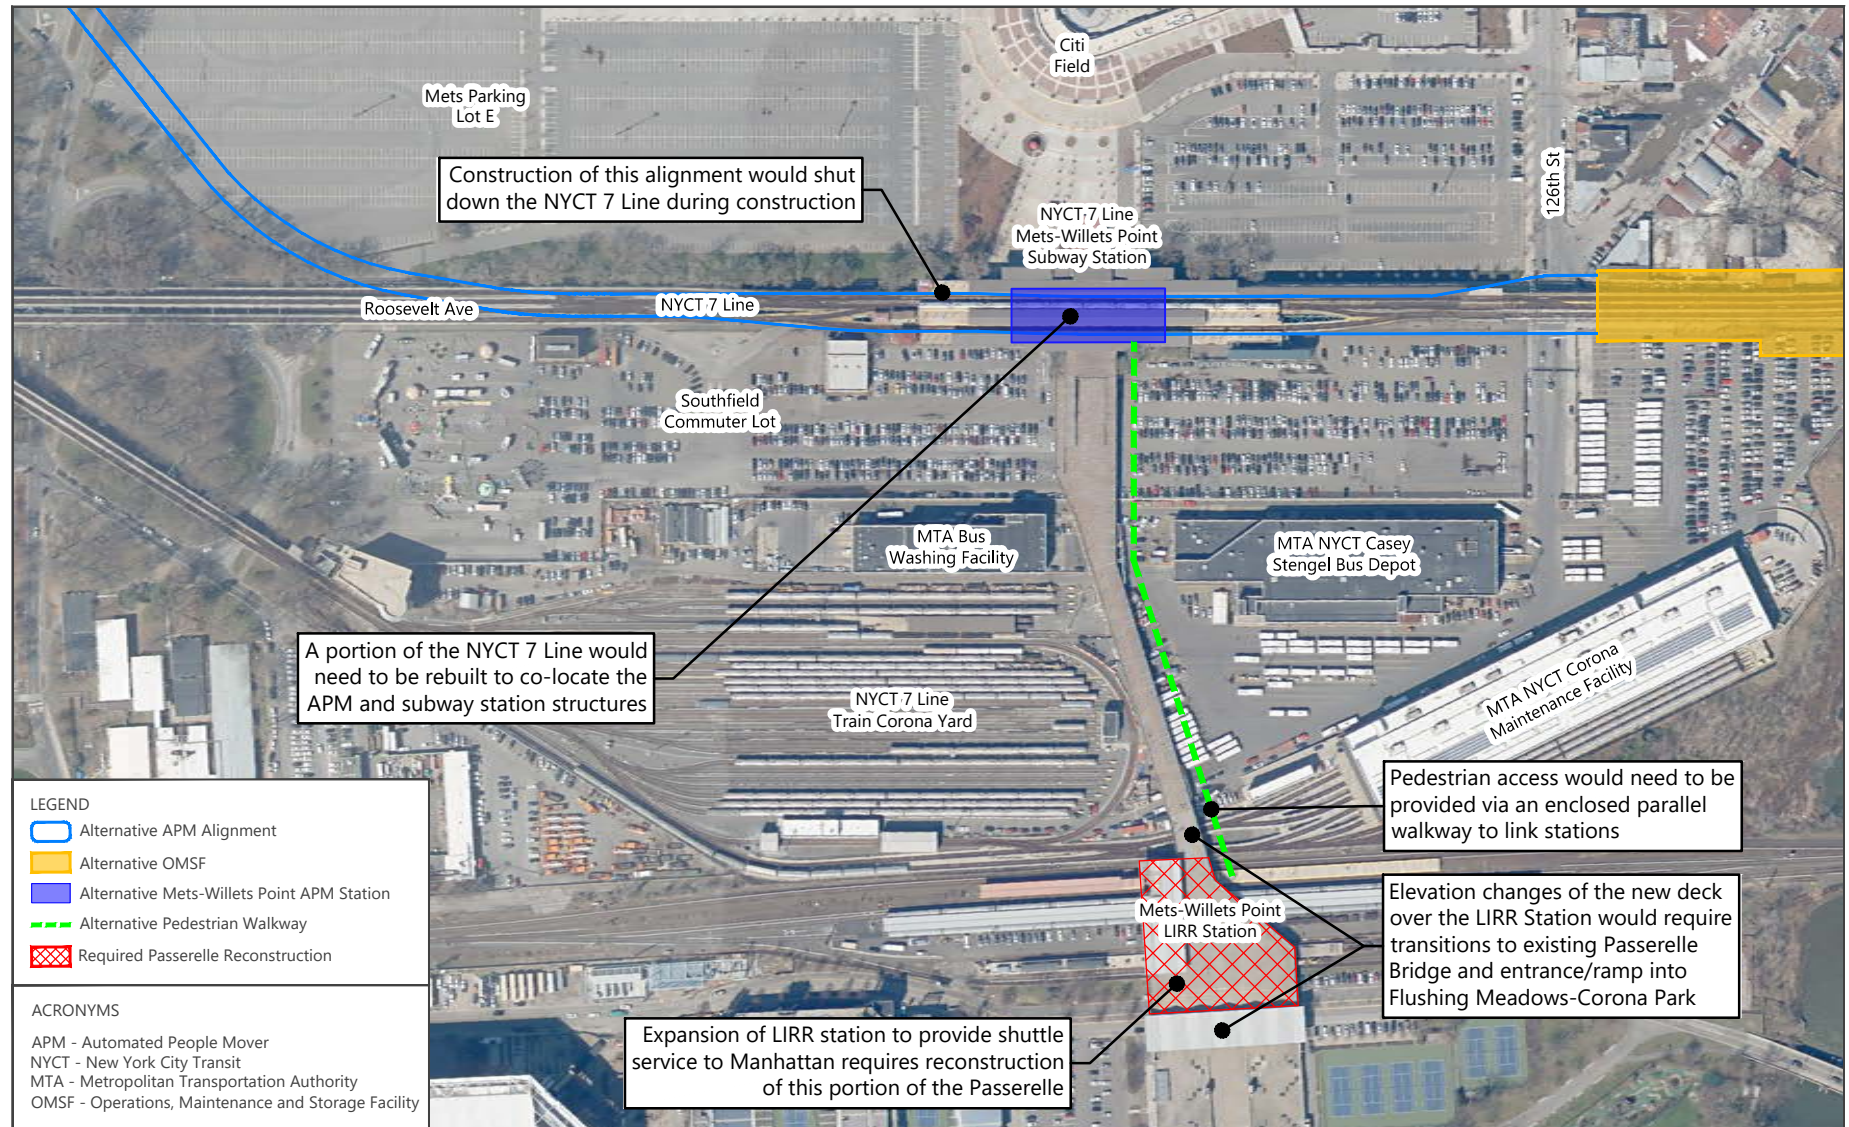 Citi
Field
Mets Parking
Lot E
126th St
Construction of this alignment would shut
down the NYCT 7 Line during construction
NYCT 7 Line
Mets-Willets Point
Subway Station
Roosevelt Ave
NYCT 7 Line
Southfield
Commuter Lot
MTA Bus
Washing Facility
MTA NYCT Casey
Stengel Bus Depot
A portion of the NYCT 7 Line would
need to be rebuilt to co-locate the
APM and subway station structures
NYCT 7 Line
Train Corona Yard
MTA NYCT Corona
Maintenance Facility
Pedestrian access would need to be
provided via an enclosed parallel
walkway to link stations
Elevation changes of the new deck
over the LIRR Station would require
transitions to existing Passerelle
Bridge and entrance/ramp into
Flushing Meadows-Corona Park
Mets-Willets Point
LIRR Station
Expansion of LIRR station to provide shuttle
service to Manhattan requires reconstruction
of this portion of the Passerelle
LEGEND
Alternative APM Alignment
Alternative OMSF
Alternative Mets-Willets Point APM Station
Alternative Pedestrian Walkway
Required Passerelle Reconstruction
ACRONYMS
APM - Automated People Mover
NYCT - New York City Transit
MTA - Metropolitan Transportation Authority
OMSF - Operations, Maintenance and Storage Facility